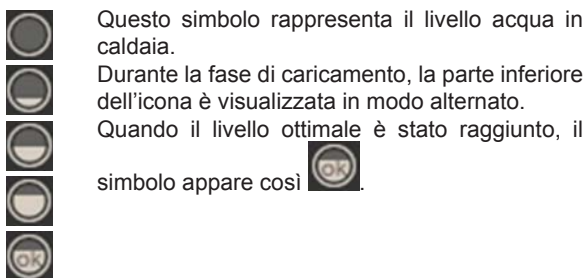 Questo simbolo rappresenta il livello acqua in
caldaia.
Durante la fase di caricamento, la parte inferiore
dell'icona è visualizzata in modo alternato.
Quando il livello ottimale è stato raggiunto, il
simbolo appare così ok.
ok